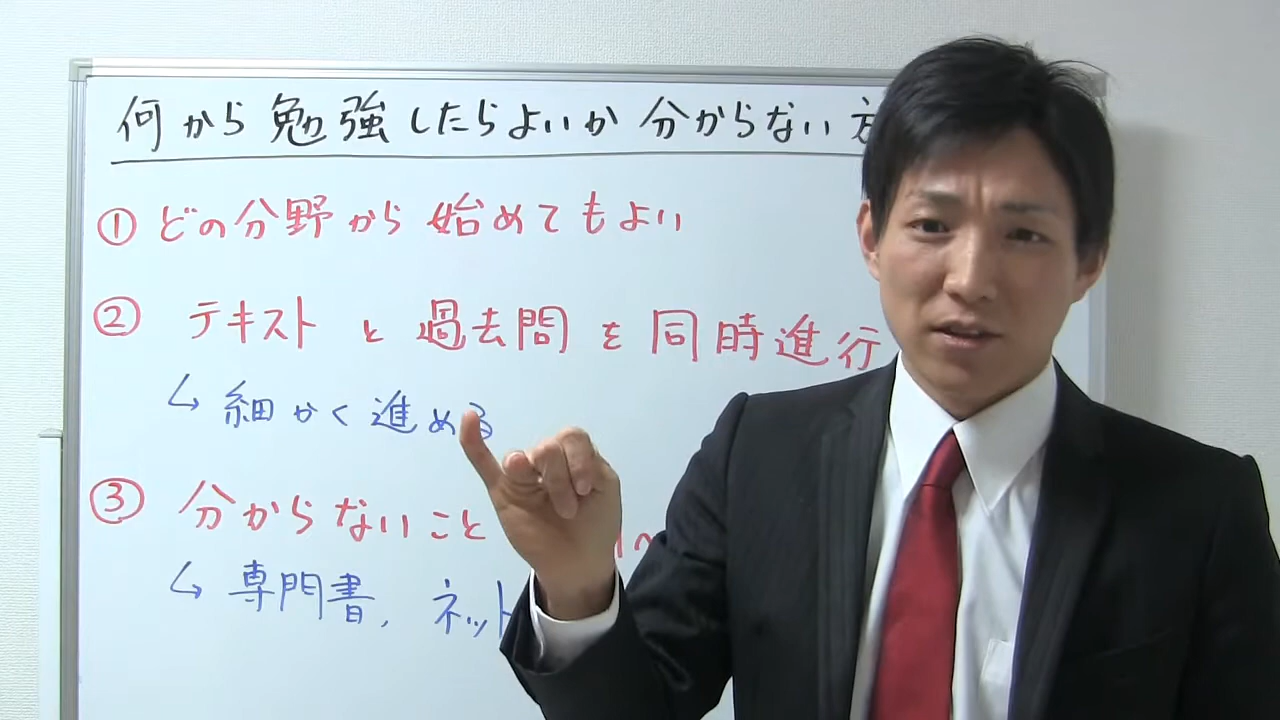 何から勉強したらよいか分からない方
① どの分野から始めてもよい
② テキストと過去問を同時進行
↳ 細かく進める
③ 分からないこと
↳ 専門書, ネット